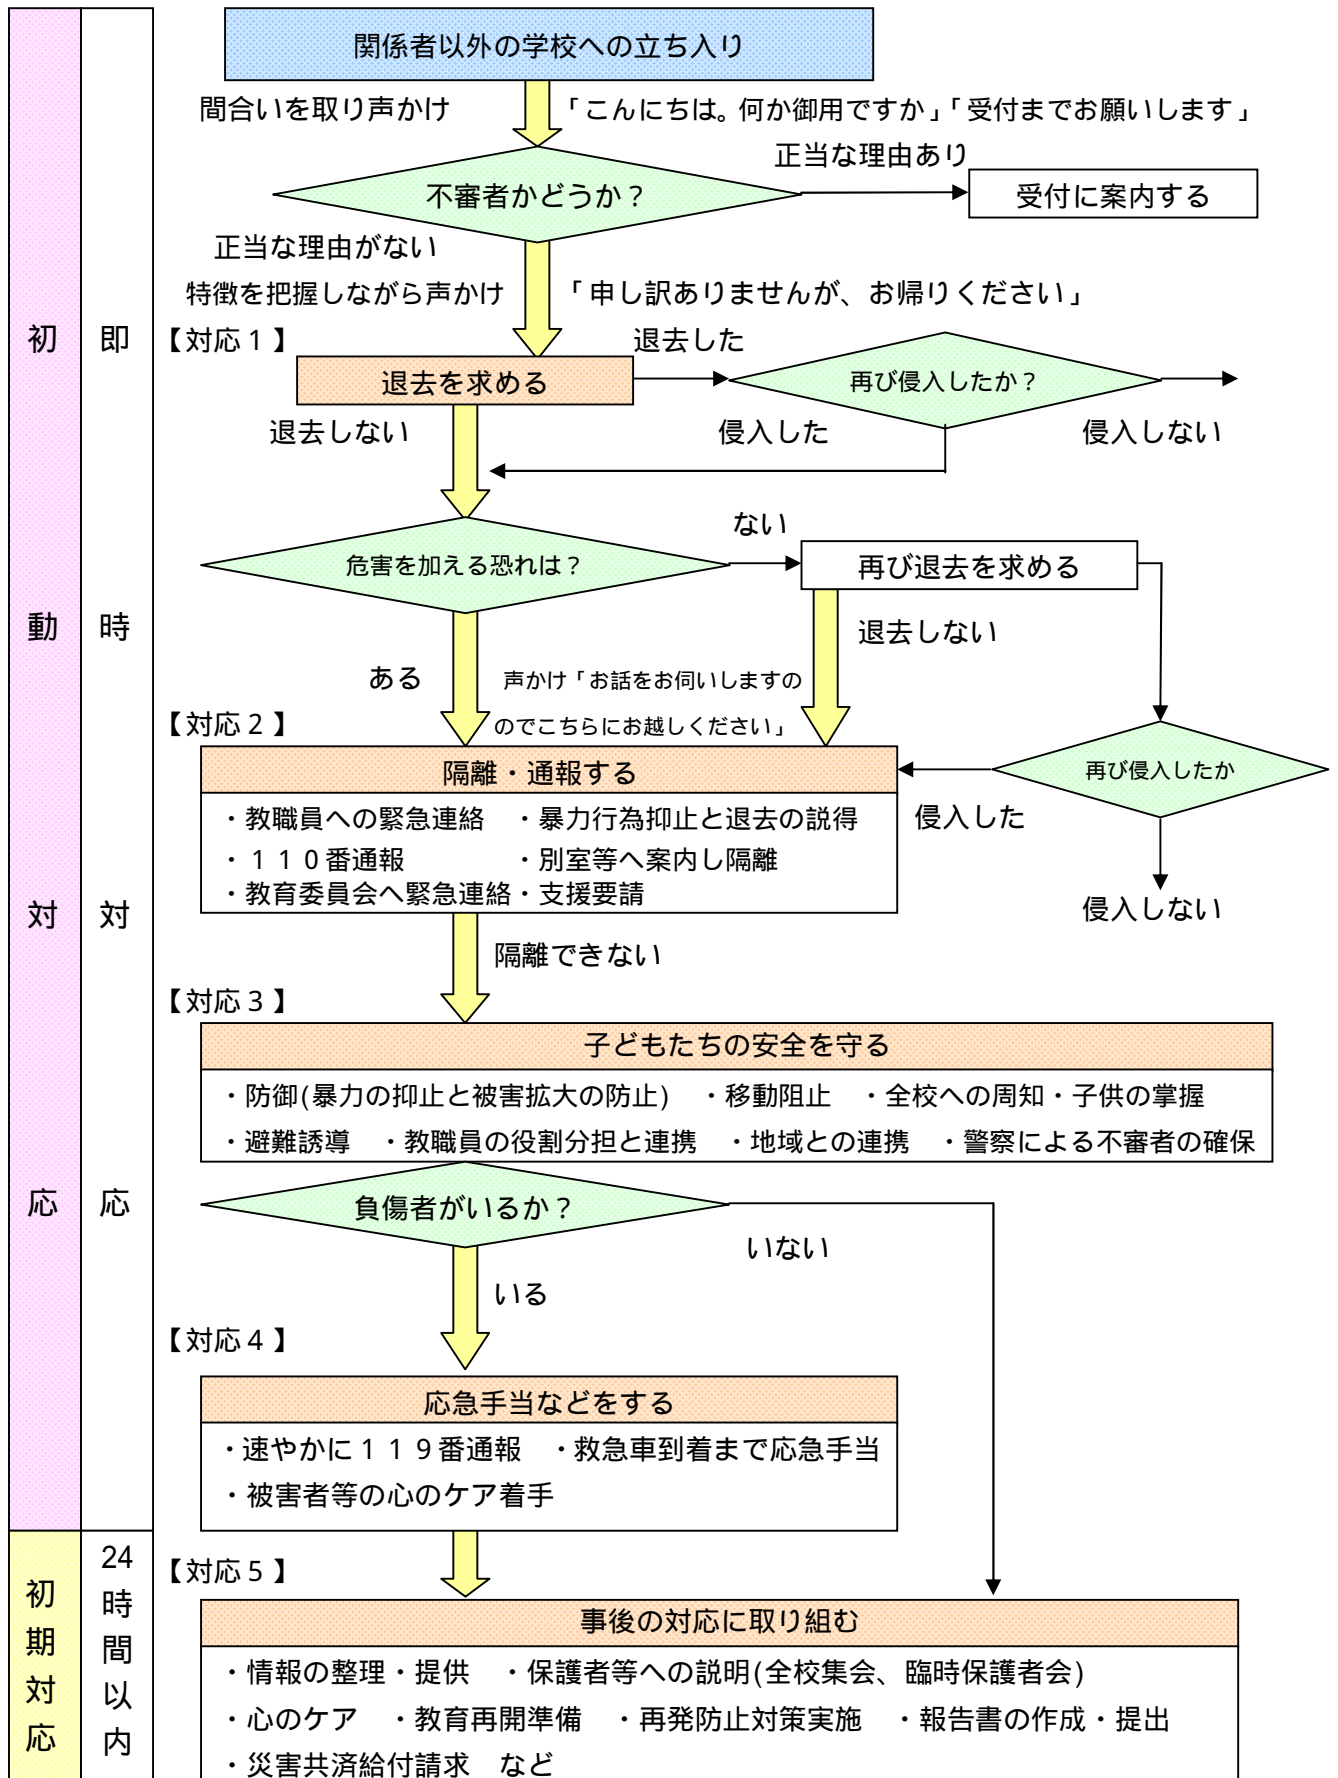 関係者以外の学校への立ち入り
間合いを取り声かけ
「こんにちは。何か御用ですか」「受付までお願いします」
正当な理由あり
不審者かどうか？
受付に案内する
正当な理由がない
特徴を把握しながら声かけ
「申し訳ありませんが、お帰りください」
【対応１】
退去した
退去を求める
再び侵入したか？
退去しない
侵入した
侵入しない
ない
危害を加える恐れは？
再び退去を求める
退去しない
ある
声かけ「お話をお伺いしますの
のでこちらにお越しください」
【対応２】
隔離・通報する
再び侵入したか
・教職員への緊急連絡　・暴力行為抑止と退去の説得
侵入した
・１１０番通報　・別室等へ案内し隔離
・教育委員会へ緊急連絡・支援要請
侵入しない
隔離できない
【対応３】
子どもたちの安全を守る
・防御(暴力の抑止と被害拡大の防止)　・移動阻止　・全校への周知・子供の掌握
・避難誘導　・教職員の役割分担と連携　・地域との連携　・警察による不審者の確保
負傷者がいるか？
いない
いる
【対応４】
応急手当などをする
・速やかに１１９番通報　・救急車到着まで応急手当
・被害者等の心のケア着手
【対応５】
事後の対応に取り組む
・情報の整理・提供　・保護者等への説明(全校集会、臨時保護者会)
・心のケア　・教育再開準備　・再発防止対策実施　・報告書の作成・提出
・災害共済給付請求　など
初動対応
即時対応
初期対応
24時間以内